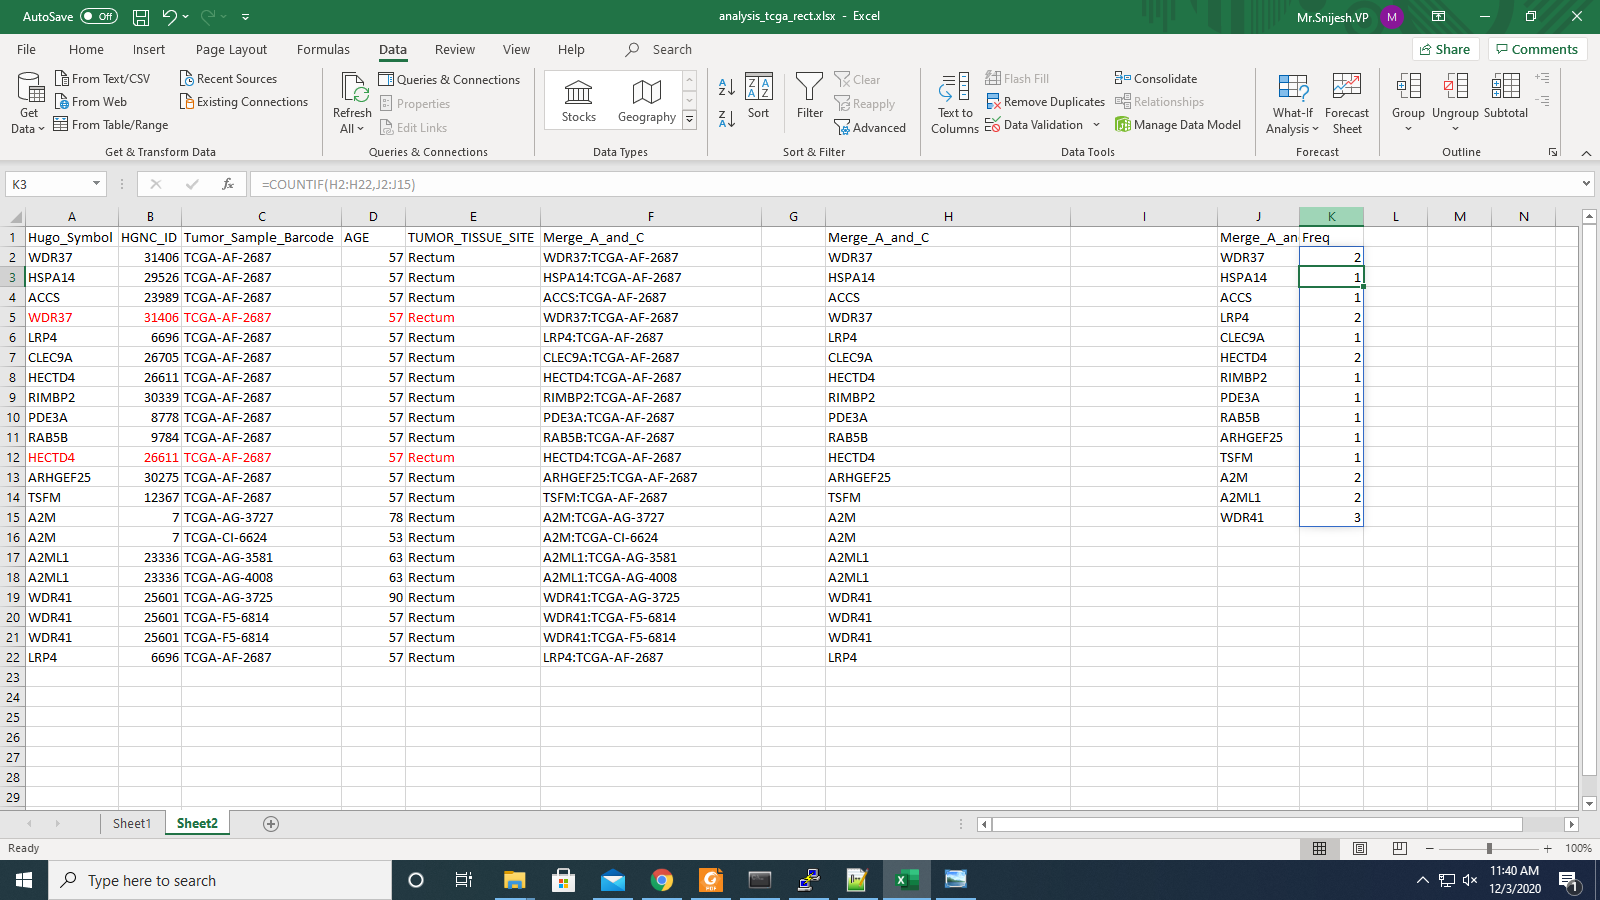 AutoSave Off analysis_tcga_rect.xlsx - Excel Mr.Snijesh.VP M
File Home Insert Page Layout Formulas Data Review View Help Search Share Comments
Get Data From Text/CSV From Web From Table/Range Recent Sources Existing Connections
Get & Transform Data
Refresh All Queries & Connections Properties Edit Links
Queries & Connections
Stocks Geography
Data Types
Sort Filter Clear Reapply Advanced
Sort & Filter
Text to Columns Flash Fill Remove Duplicates Data Validation Consolidate Relationships Manage Data Model
Data Tools
What-If Analysis Forecast Sheet
Forecast
Group Ungroup Subtotal
Outline
K3 fx =COUNTIF(H2:H22,J2:J15)
A B C D E F G H I J K L M N
1 Hugo_Symbol HGNC_ID Tumor_Sample_Barcode AGE TUMOR_TISSUE_SITE Merge_A_and_C Merge_A_and_C Merge_A_an Freq
2 WDR37 31406 TCGA-AF-2687 57 Rectum WDR37:TCGA-AF-2687 WDR37 WDR37 2
3 HSPA14 29526 TCGA-AF-2687 57 Rectum HSPA14:TCGA-AF-2687 HSPA14 HSPA14 1
4 ACCS 23989 TCGA-AF-2687 57 Rectum ACCS:TCGA-AF-2687 ACCS ACCS 1
5 WDR37 31406 TCGA-AF-2687 57 Rectum WDR37:TCGA-AF-2687 WDR37 LRP4 2
6 LRP4 6696 TCGA-AF-2687 57 Rectum LRP4:TCGA-AF-2687 LRP4 CLEC9A 1
7 CLEC9A 26705 TCGA-AF-2687 57 Rectum CLEC9A:TCGA-AF-2687 CLEC9A HECTD4 2
8 HECTD4 26611 TCGA-AF-2687 57 Rectum HECTD4:TCGA-AF-2687 HECTD4 RIMBP2 1
9 RIMBP2 30339 TCGA-AF-2687 57 Rectum RIMBP2:TCGA-AF-2687 RIMBP2 PDE3A 1
10 PDE3A 8778 TCGA-AF-2687 57 Rectum PDE3A:TCGA-AF-2687 PDE3A RAB5B 1
11 RAB5B 9784 TCGA-AF-2687 57 Rectum RAB5B:TCGA-AF-2687 RAB5B ARHGEF25 1
12 HECTD4 26611 TCGA-AF-2687 57 Rectum HECTD4:TCGA-AF-2687 HECTD4 TSFM 1
13 ARHGEF25 30275 TCGA-AF-2687 57 Rectum ARHGEF25:TCGA-AF-2687 ARHGEF25 A2M 2
14 TSFM 12367 TCGA-AF-2687 57 Rectum TSFM:TCGA-AF-2687 TSFM A2ML1 2
15 A2M 7 TCGA-AG-3727 78 Rectum A2M:TCGA-AG-3727 A2M WDR41 3
16 A2M 7 TCGA-CI-6624 53 Rectum A2M:TCGA-CI-6624 A2M
17 A2ML1 23336 TCGA-AG-3581 63 Rectum A2ML1:TCGA-AG-3581 A2ML1
18 A2ML1 23336 TCGA-AG-4008 63 Rectum A2ML1:TCGA-AG-4008 A2ML1
19 WDR41 25601 TCGA-AG-3725 90 Rectum WDR41:TCGA-AG-3725 WDR41
20 WDR41 25601 TCGA-F5-6814 57 Rectum WDR41:TCGA-F5-6814 WDR41
21 WDR41 25601 TCGA-F5-6814 57 Rectum WDR41:TCGA-F5-6814 WDR41
22 LRP4 6696 TCGA-AF-2687 57 Rectum LRP4:TCGA-AF-2687 LRP4
23
24
25
26
27
28
29
Sheet1 Sheet2
Ready 100%
Type here to search 11:40 AM
12/3/2020 1